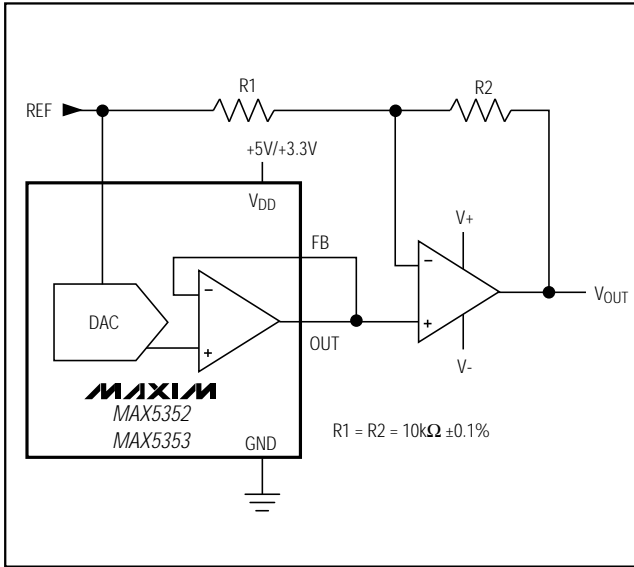 R1
R2
REF
+5V/+3.3V
VDD
FB
V+
−
−
DAC
VOUT
+
+
OUT
V-
MAXIM
MAX5352
MAX5353
R1 = R2 = 10kΩ ±0.1%
GND